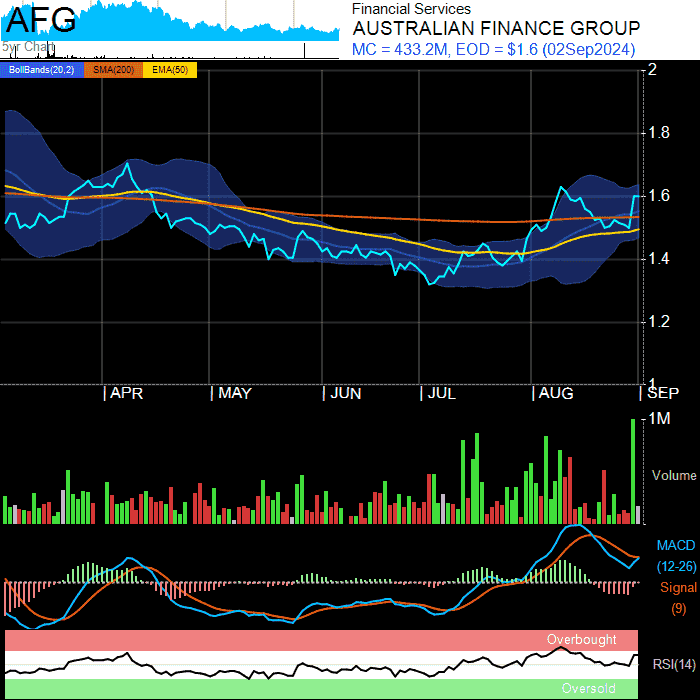 AFG
5yr Chart
Financial Services
AUSTRALIAN FINANCE GROUP
MC = 433.2M, EOD = $1.6 (02Sep2024)
BollBands(20,2) SMA(200) EMA(50)
2
1.8
1.6
1.4
1.2
1
APR MAY JUN JUL AUG SEP
1M
Volume
MACD
(12-26)
Signal
(9)
Overbought
RSI(14)
Oversold